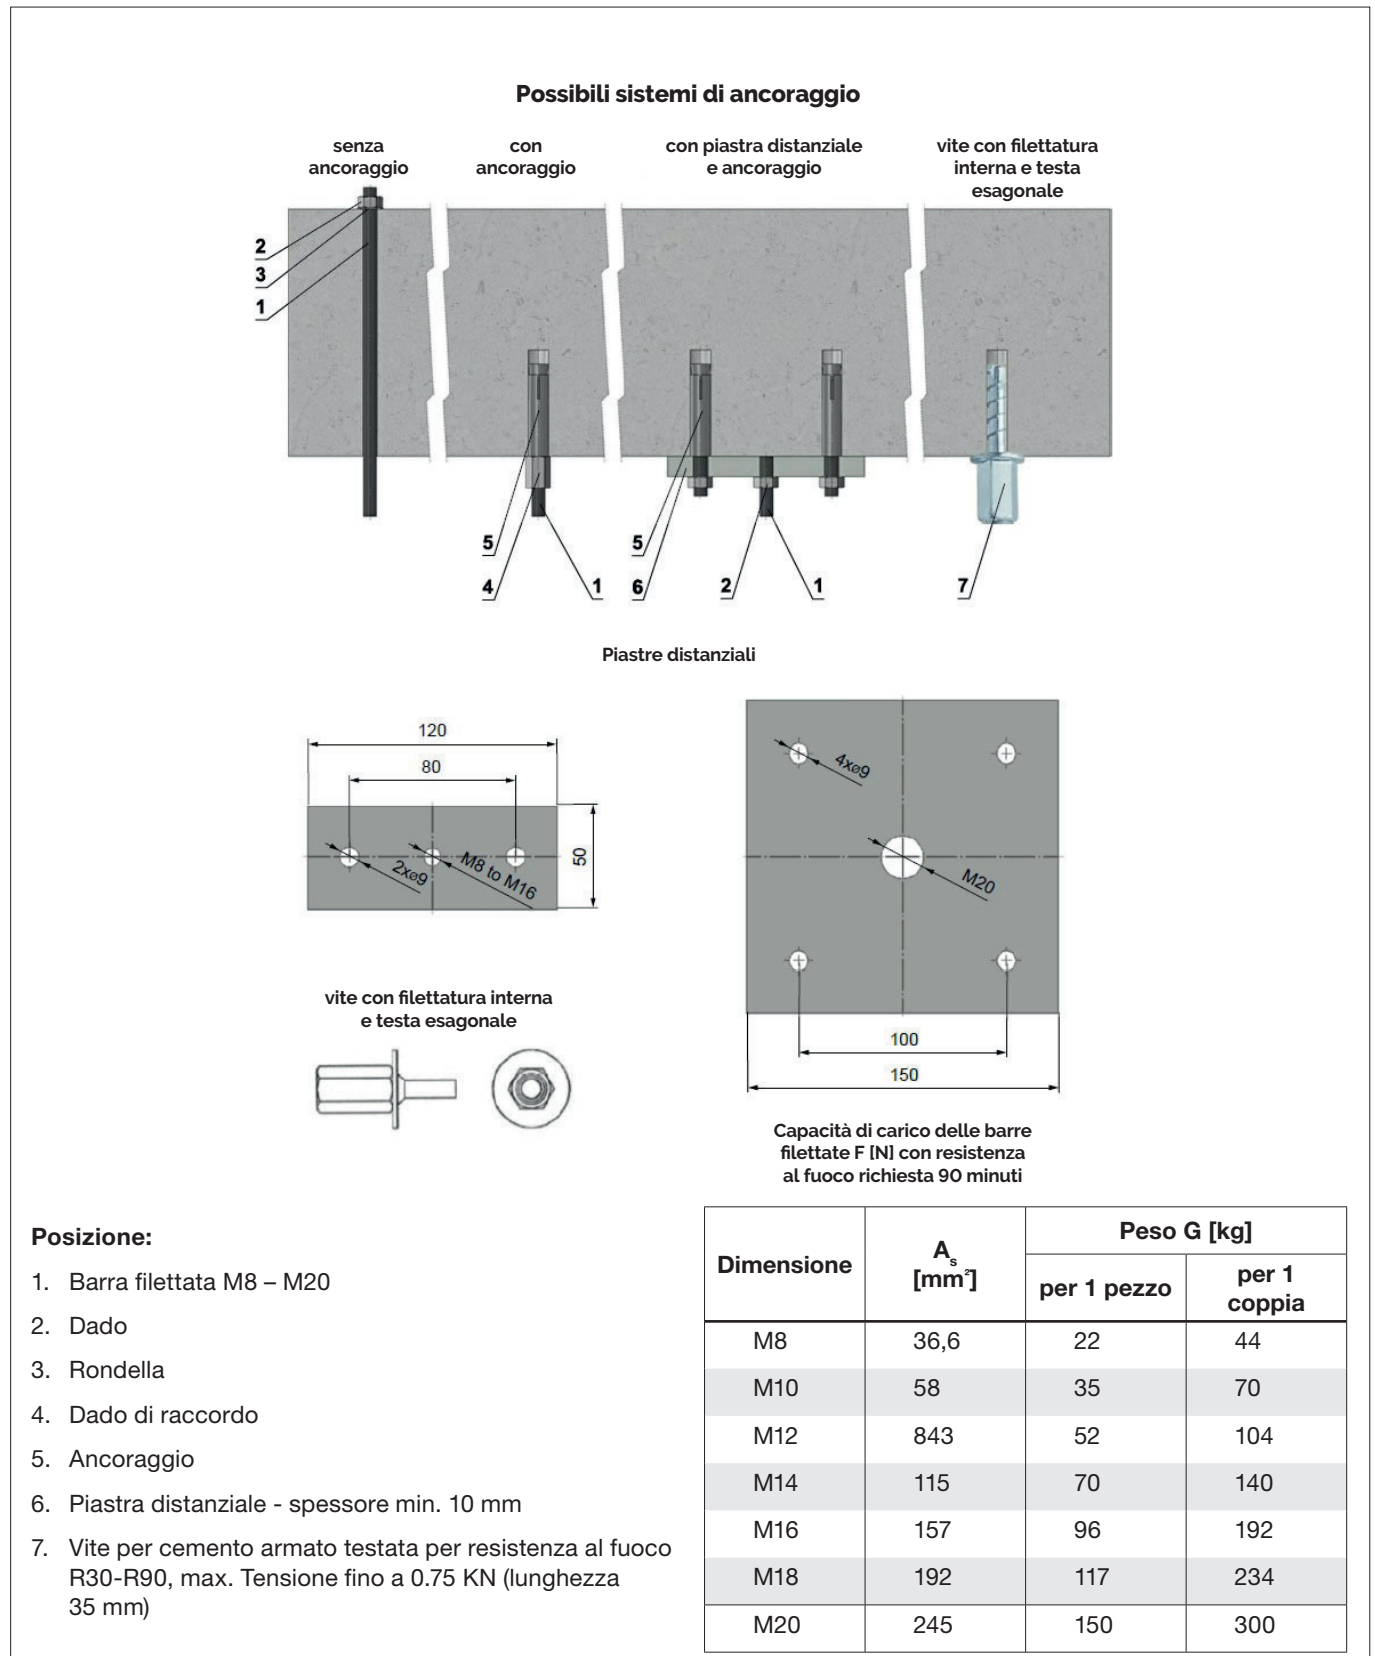 Possibili sistemi di ancoraggio
senza
ancoraggio
con
ancoraggio
con piastra distanziale
e ancoraggio
vite con filettatura
interna e testa
esagonale
2
3
1
5
4
1
5
6
2
1
7
Piastre distanziali
120
80
50
2xø9
M8 to M16
4xø9
M20
100
150
vite con filettatura interna
e testa esagonale
Capacità di carico delle barre
filettate F [N] con resistenza
al fuoco richiesta 90 minuti
Posizione:
1. Barra filettata M8 – M20
2. Dado
3. Rondella
4. Dado di raccordo
5. Ancoraggio
6. Piastra distanziale - spessore min. 10 mm
7. Vite per cemento armato testata per resistenza al fuoco
R30-R90, max. Tensione fino a 0.75 KN (lunghezza
35 mm)
Dimensione
Aₛ
[mm²]
Peso G [kg]
per 1 pezzo
per 1
coppia
M8 36,6 22 44
M10 58 35 70
M12 843 52 104
M14 115 70 140
M16 157 96 192
M18 192 117 234
M20 245 150 300